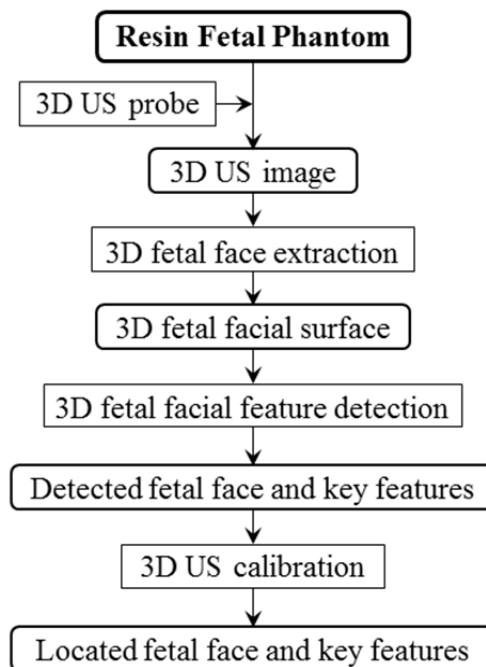 Resin Fetal Phantom
3D US probe
3D US image
3D fetal face extraction
3D fetal facial surface
3D fetal facial feature detection
Detected fetal face and key features
3D US calibration
Located fetal face and key features